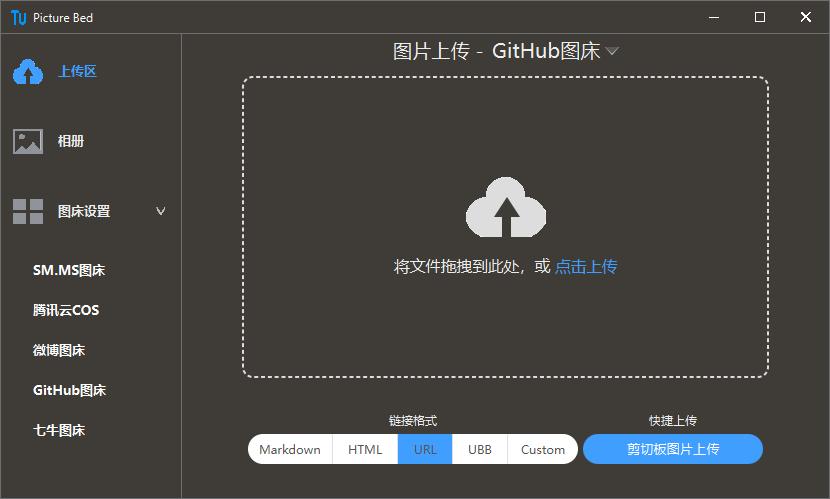 TU Picture Bed
上传区
相册
图床设置
SM.MS图床
腾讯云COS
微博图床
GitHub图床
七牛图床
图片上传 - GitHub图床
将文件拖拽到此处，或 点击上传
链接格式
Markdown HTML URL UBB Custom
快捷上传
剪切板图片上传